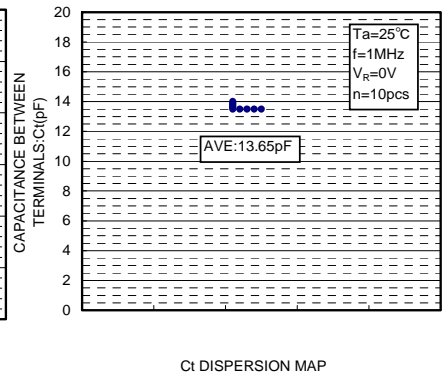 20
18
16
14
12
10
8
6
4
2
0
CAPACITANCE BETWEEN
TERMINALS:Ct(pF)
Ta=25°C
f=1MHz
VR=0V
n=10pcs
AVE:13.65pF
Ct DISPERSION MAP